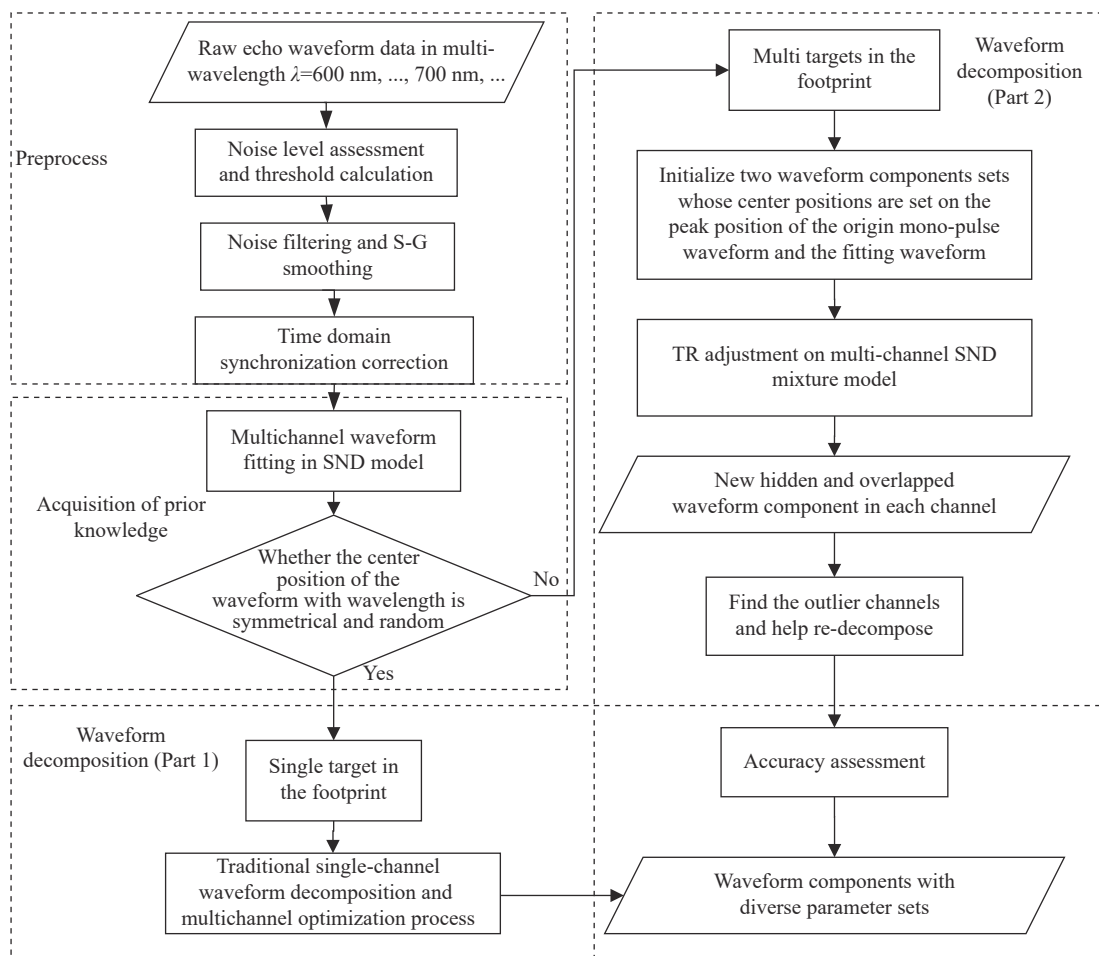 Preprocess
Raw echo waveform data in multi-
wavelength λ=600 nm, ..., 700 nm, ...
Noise level assessment
and threshold calculation
Noise filtering and S-G
smoothing
Time domain
synchronization correction
Acquisition of prior
knowledge
Multichannel waveform
fitting in SND model
Whether the center
position of the
waveform with wavelength is
symmetrical and random
No
Yes
Waveform
decomposition (Part 1)
Single target in
the footprint
Traditional single-channel
waveform decomposition and
multichannel optimization process
Waveform
decomposition
(Part 2)
Multi targets in the
footprint
Initialize two waveform components sets
whose center positions are set on the
peak position of the origin mono-pulse
waveform and the fitting waveform
TR adjustment on multi-channel SND
mixture model
New hidden and overlapped
waveform component in each channel
Find the outlier channels
and help re-decompose
Accuracy assessment
Waveform components with
diverse parameter sets